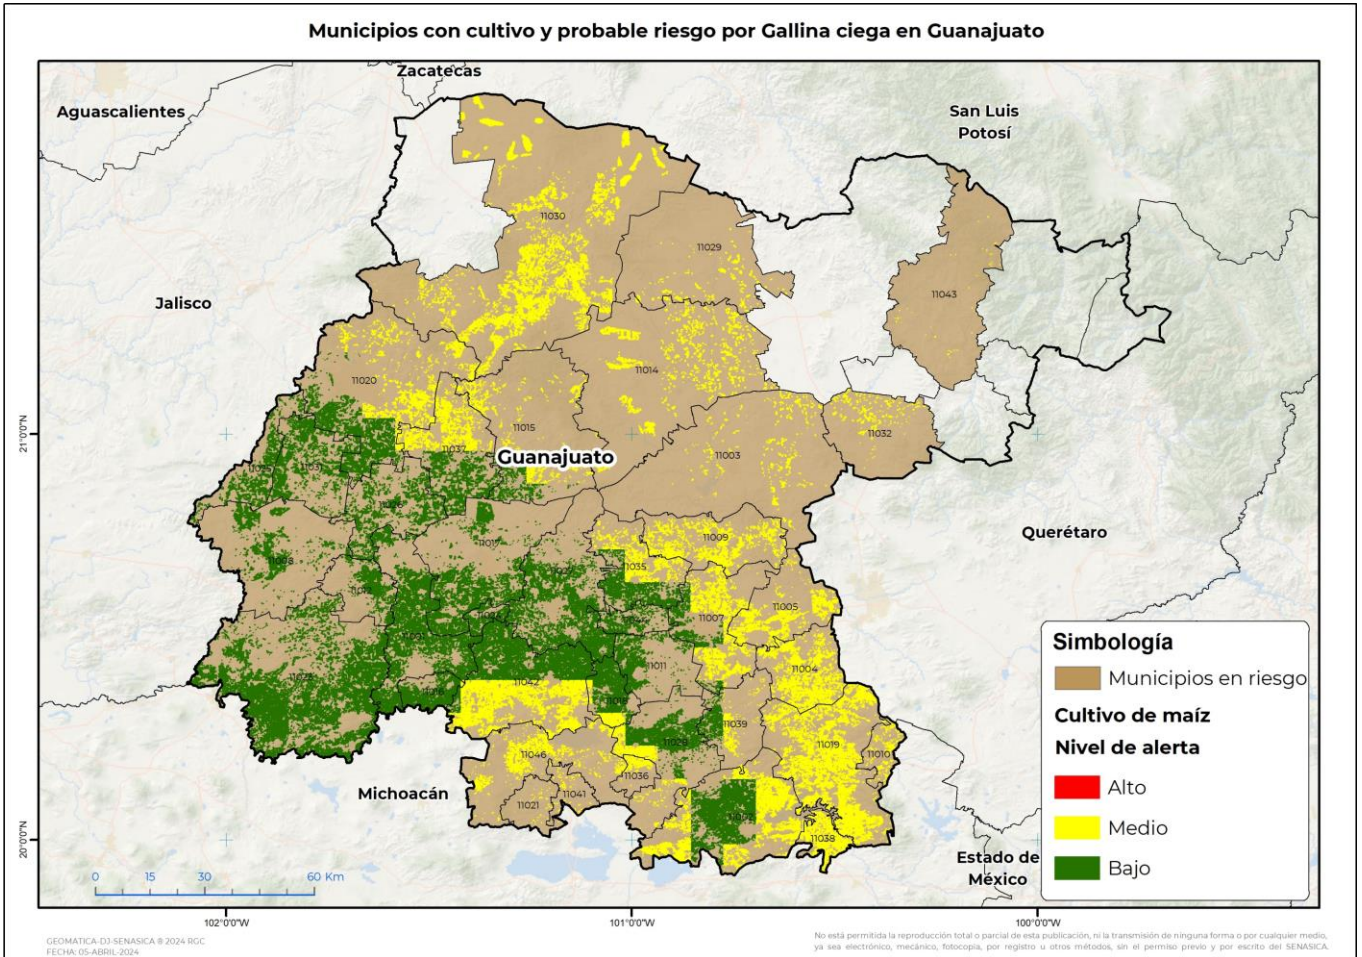 Municipios con cultivo y probable riesgo por Gallina ciega en Guanajuato
Zacatecas
Aguascalientes
San Luis
Potosí
11030
11029
11043
Jalisco
11014
11020
11015
11032
21°0'0"N
11037
11003
Guanajuato
11031
Querétaro
11017
11009
11035
11005
11007
11004
11011
11042
11018
11039
11019
11010
11046
11036
11021
11041
11038
Michoacán
20°0'0"N
Estado de
México
Simbología
Municipios en riesgo
Cultivo de maíz
Nivel de alerta
Alto
Medio
Bajo
0 15 30 60 Km
102°0'0"W
101°0'0"W
100°0'0"W
GEOMÁTICA-DJ-SENASICA ® 2024 RGC
FECHA: 05-ABRIL-2024
No está permitida la reproducción total o parcial de esta publicación, ni la transmisión de ninguna forma o por cualquier medio,
ya sea electrónico, mecánico, fotocopia, por registro u otros métodos, sin el permiso previo y por escrito del SENASICA.